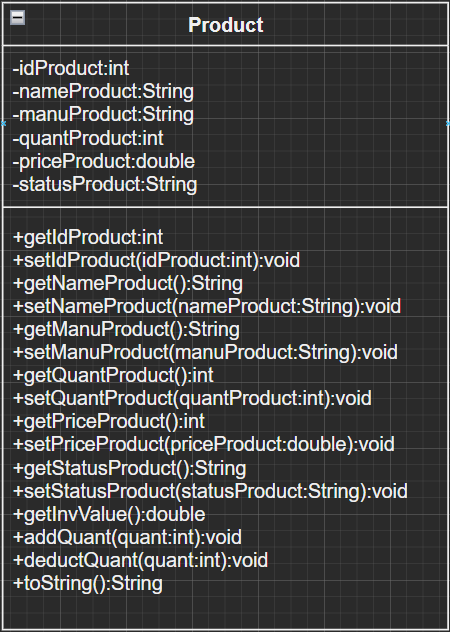 Product
-idProduct:int
-nameProduct:String
-manuProduct:String
-quantProduct:int
-priceProduct:double
-statusProduct:String
+getIdProduct:int
+setIdProduct(idProduct:int):void
+getNameProduct():String
+setNameProduct(nameProduct:String):void
+getManuProduct():String
+setManuProduct(manuProduct:String):void
+getQuantProduct():int
+setQuantProduct(quantProduct:int):void
+getPriceProduct():int
+setPriceProduct(priceProduct:double):void
+getStatusProduct():String
+setStatusProduct(statusProduct:String):void
+getInvValue():double
+addQuant(quant:int):void
+deductQuant(quant:int):void
+toString():String